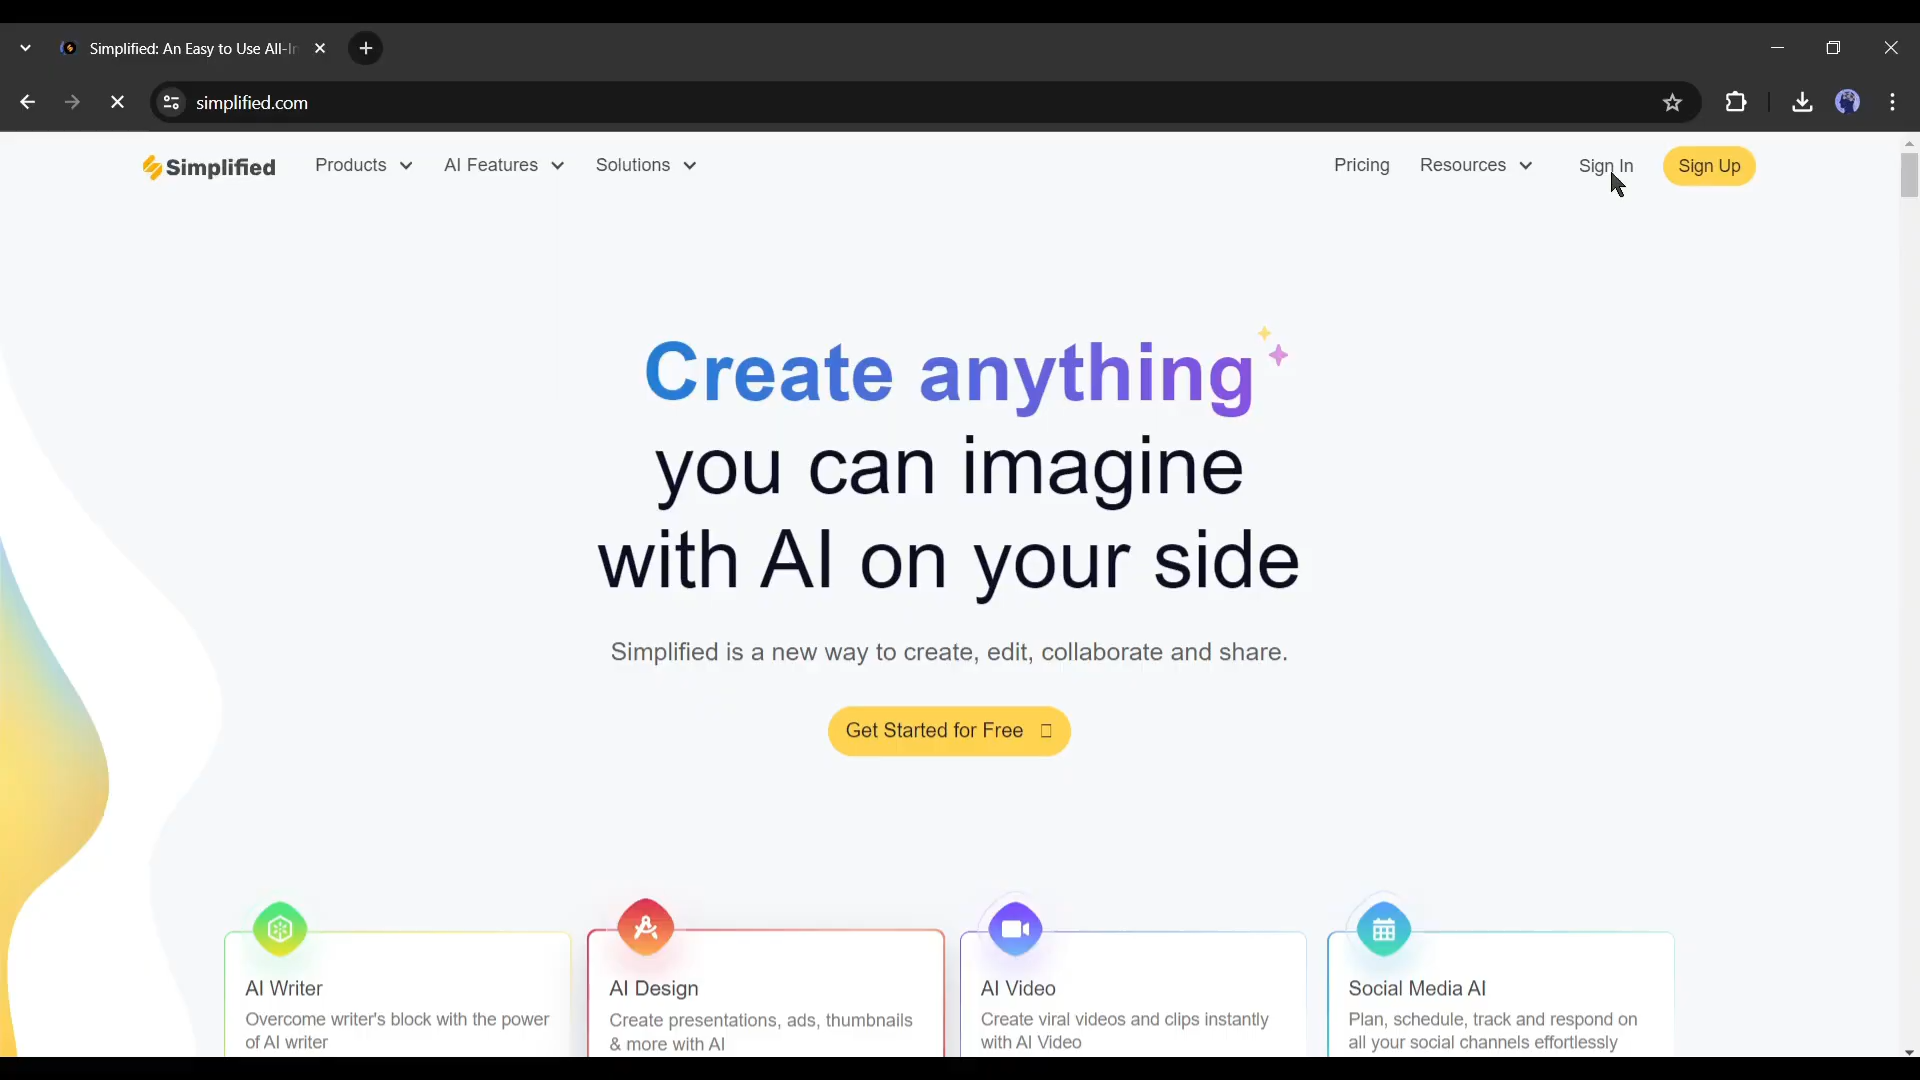 Simplified: An Easy to Use All-In
simplified.com
Simplified
Products
AI Features
Solutions
Pricing
Resources
Sign In
Sign Up
Create anything
you can imagine
with AI on your side
Simplified is a new way to create, edit, collaborate and share.
Get Started for Free
AI Writer
Overcome writer's block with the power
of AI writer
AI Design
Create presentations, ads, thumbnails
& more with AI
AI Video
Create viral videos and clips instantly
with AI Video
Social Media AI
Plan, schedule, track and respond on
all your social channels effortlessly